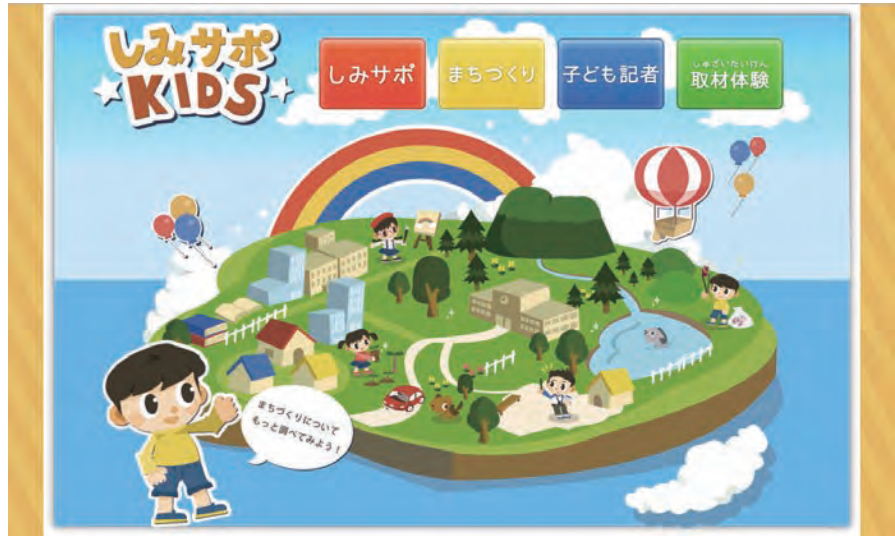 しみサポ
KIDS
しみサポ
まちづくり
子ども記者
しゅざいたいけん
取材体験
まちづくりについて
もっと調べてみよう！